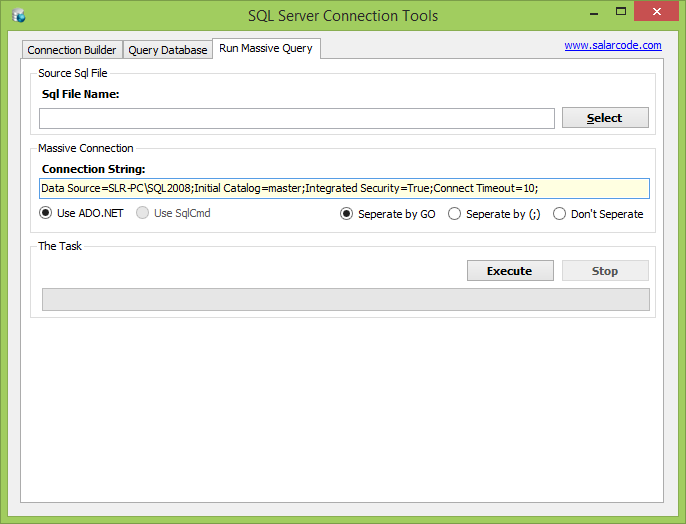 SQL Server Connection Tools
Connection Builder
Query Database
Run Massive Query
www.salarcode.com
Source Sql File
Sql File Name:
Select
Massive Connection
Connection String:
Data Source=SLR-PC\SQL2008;Initial Catalog=master;Integrated Security=True;Connect Timeout=10;
Use ADO.NET
Use SqlCmd
Seperate by GO
Seperate by (;)
Don't Seperate
The Task
Execute
Stop